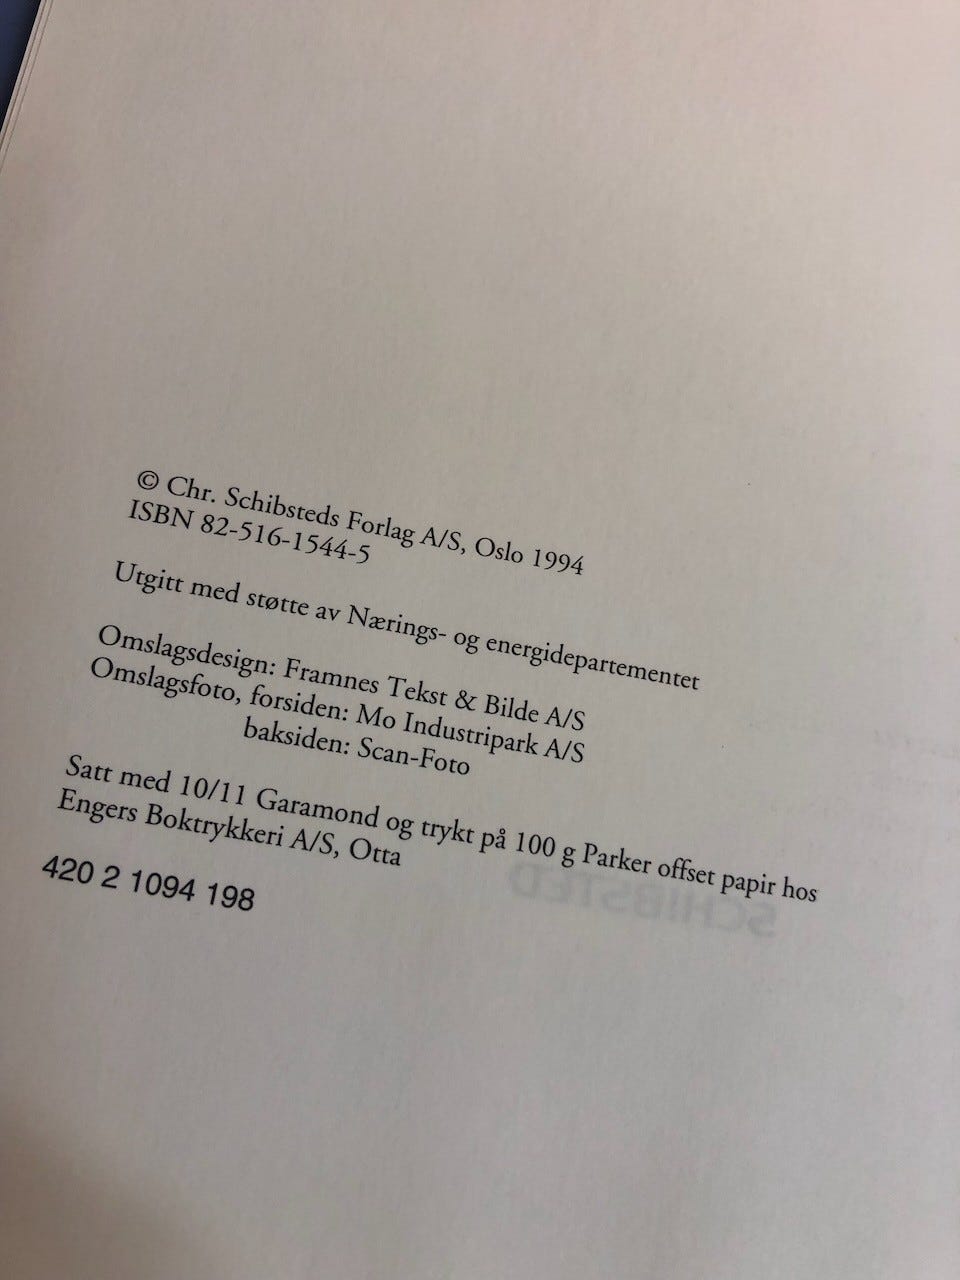 © Chr. Schibsteds Forlag A/S, Oslo 1994
ISBN 82-516-1544-5
Utgitt med støtte av Nærings- og energidepartementet
Omslagsdesign: Framnes Tekst & Bilde A/S
Omslagsfoto, forsiden: Mo Industripark A/S
baksiden: Scan-Foto
Satt med 10/11 Garamond og trykt på 100 g Parker offset papir hos
Engers Boktrykkeri A/S, Otta
420 2 1094 198
SCHIBSTED